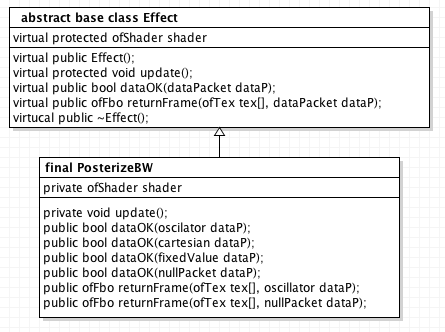 abstract base class Effect
virtual protected ofShader shader
virtual public Effect();
virtual protected void update();
virtual public bool dataOK(dataPacket dataP);
virtual public ofFbo returnFrame(ofTex tex[], dataPacket dataP);
virtucal public ~Effect();
final PosterizeBW
private ofShader shader
private void update();
public bool dataOK(oscilator dataP);
public bool dataOK(cartesian dataP);
public bool dataOK(fixedValue dataP);
public bool dataOK(nullPacket dataP);
public ofFbo returnFrame(ofTex tex[], oscillator dataP);
public ofFbo returnFrame(ofTex tex[], nullPacket dataP);